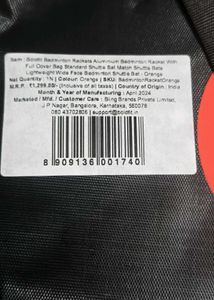 Item : Boldfit Badminton Rackets Aluminium Badminton Racket With
Full Cover Bag Standard Shuttle Bat Match Shuttle Bats
Lightweight Wide Face Badminton Shuttle Bat - Orange
Net Quantity : 1N | Colour: Orange | SKU: BadmintonRacketOrange
M.R.P. ₹1,299.00/- (Inclusive of all taxes) | Country of Origin : India
Month & Year of Manufacturing : April 2024
Marketed / Mfd. / Customer Care : Bling Brands Private Limited,
J P Nagar, Bangalore, Karnataka, 560078
080 43702806 | support@boldfit.in
8 909136 001740